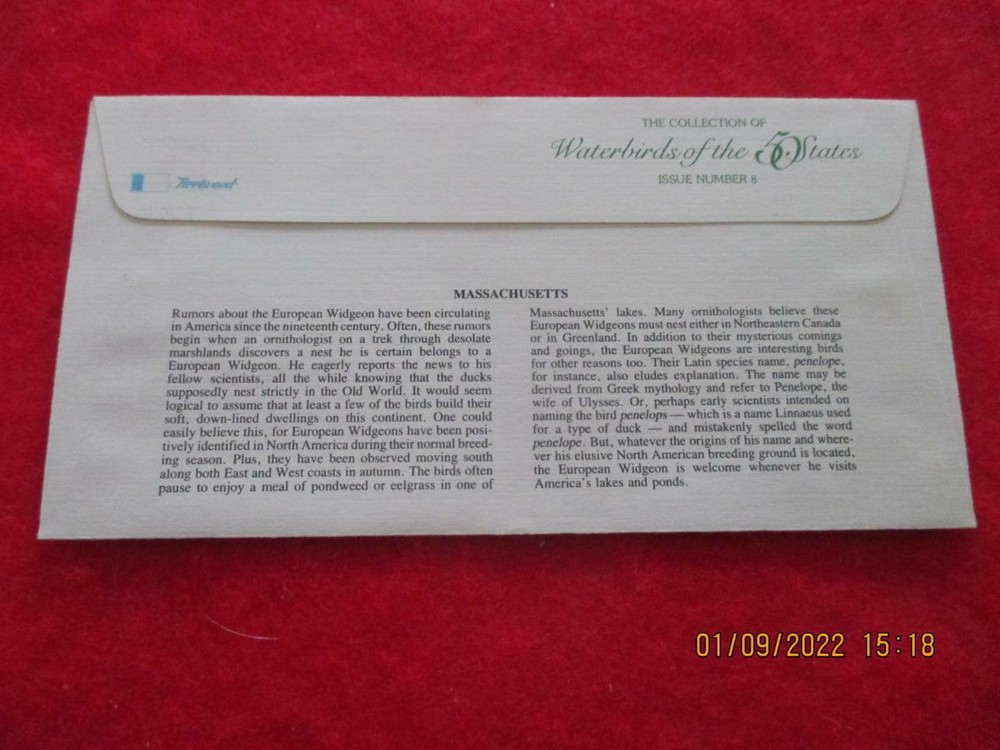 THE COLLECTION OF
Waterbirds of the 50 States
ISSUE NUMBER 8
Fleetwood
MASSACHUSETTS
Rumors about the European Widgeon have been circulating
in America since the nineteenth century. Often, these rumors
begin when an ornithologist on a trek through desolate
marshlands discovers a nest he is certain belongs to a
European Widgeon. He eagerly reports the news to his
fellow scientists, all the while knowing that the ducks
supposedly nest strictly in the Old World. It would seem
logical to assume that at least a few of the birds build their
soft, down-lined dwellings on this continent. One could
easily believe this, for European Widgeons have been posi-
tively identified in North America during their normal breed-
ing season. Plus, they have been observed moving south
along both East and West coasts in autumn. The birds often
pause to enjoy a meal of pondweed or eelgrass in one of
Massachusetts' lakes. Many ornithologists believe these
European Widgeons must nest either in Northeastern Canada
or in Greenland. In addition to their mysterious comings
and goings, the European Widgeons are interesting birds
for other reasons too. Their Latin species name, penelope,
for instance, also eludes explanation. The name may be
derived from Greek mythology and refer to Penelope, the
wife of Ulysses. Or, perhaps early scientists intended on
naming the bird penelops — which is a name Linnaeus used
for a type of duck — and mistakenly spelled the word
penelope. But, whatever the origins of his name and where-
ver his elusive North American breeding ground is located,
the European Widgeon is welcome whenever he visits
America's lakes and ponds.
01/09/2022 15:18